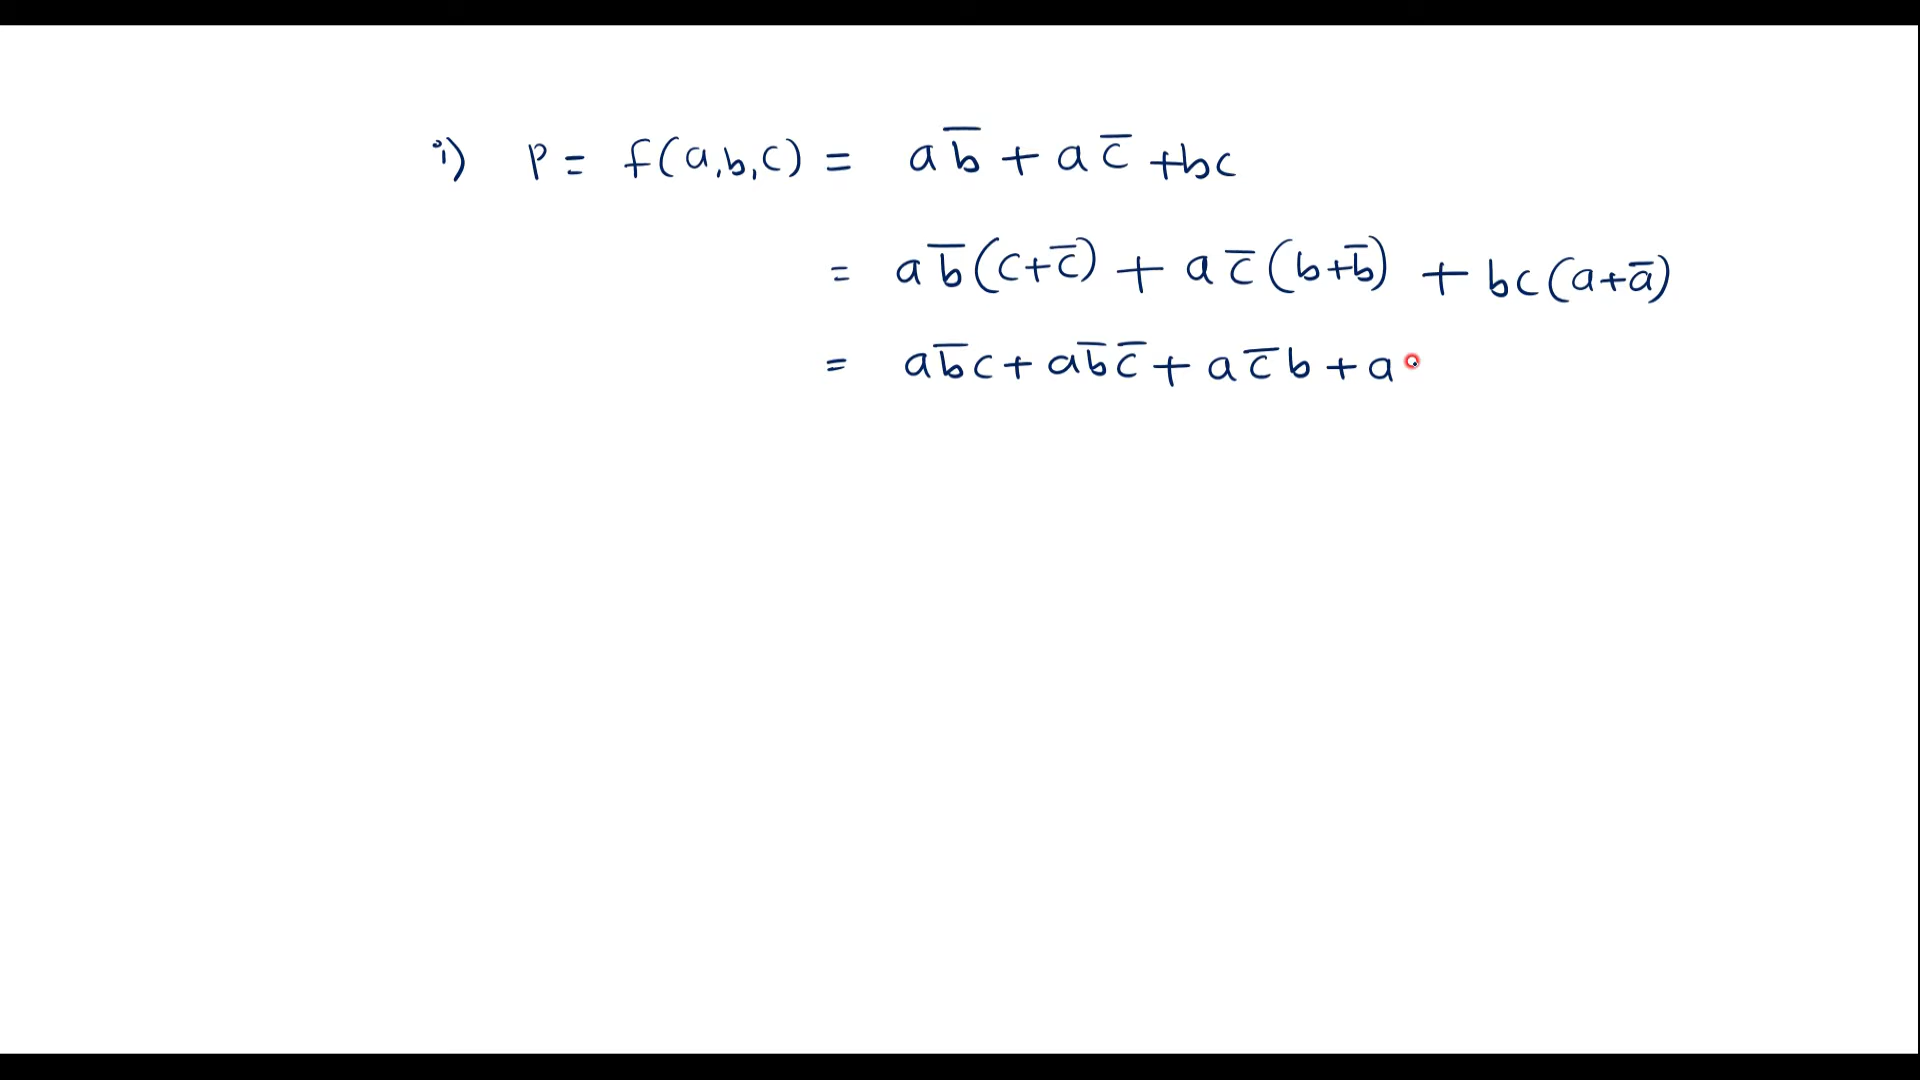 i) P = f(a,b,c) = ab̅ + ac̅ + bc
= ab̅(c+c̅) + ac̅(b+b̅) + bc(a+a̅)
= ab̅c + ab̅c̅ + ac̅b + a